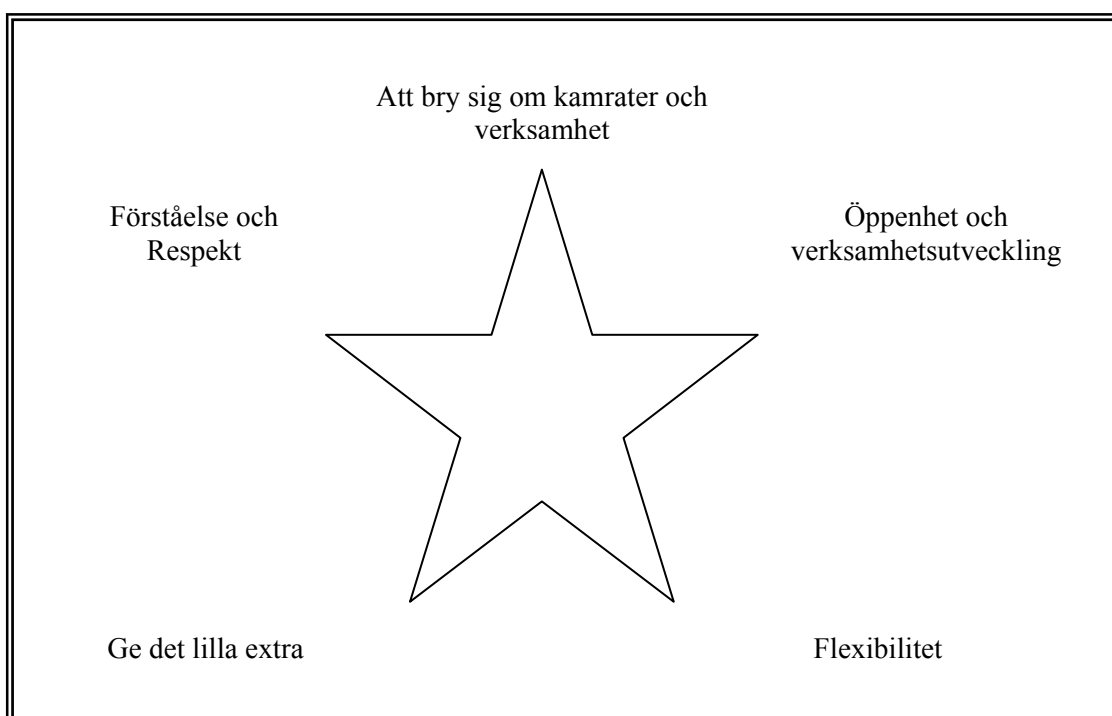 Att bry sig om kamrater och
verksamhet
Förståelse och
Respekt
Öppenhet och
verksamhetsutveckling
Ge det lilla extra
Flexibilitet